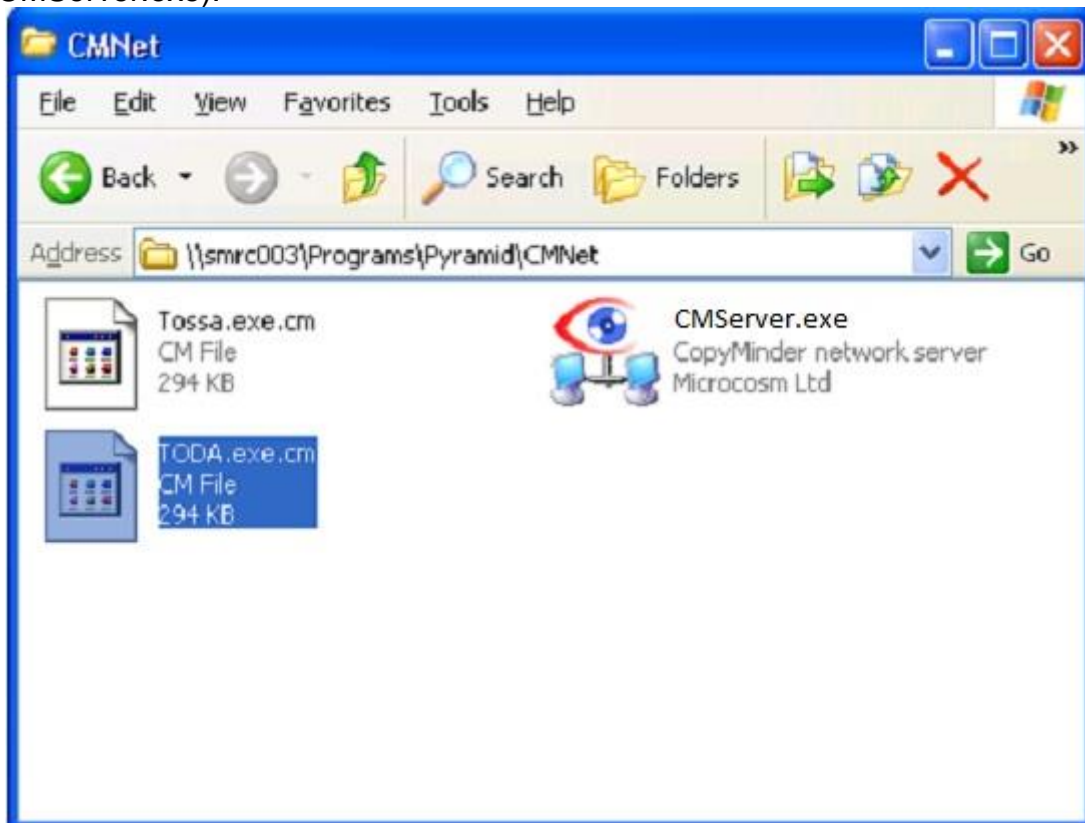 CMNet
File Edit View Favorites Tools Help
Back Search Folders »
Address \\smrc003\Programs\Pyramid\CMNet Go
Tossa.exe.cm
CM File
294 KB
CMServer.exe
CopyMinder network server
Microcosm Ltd
TODA.exe.cm
CM File
294 KB